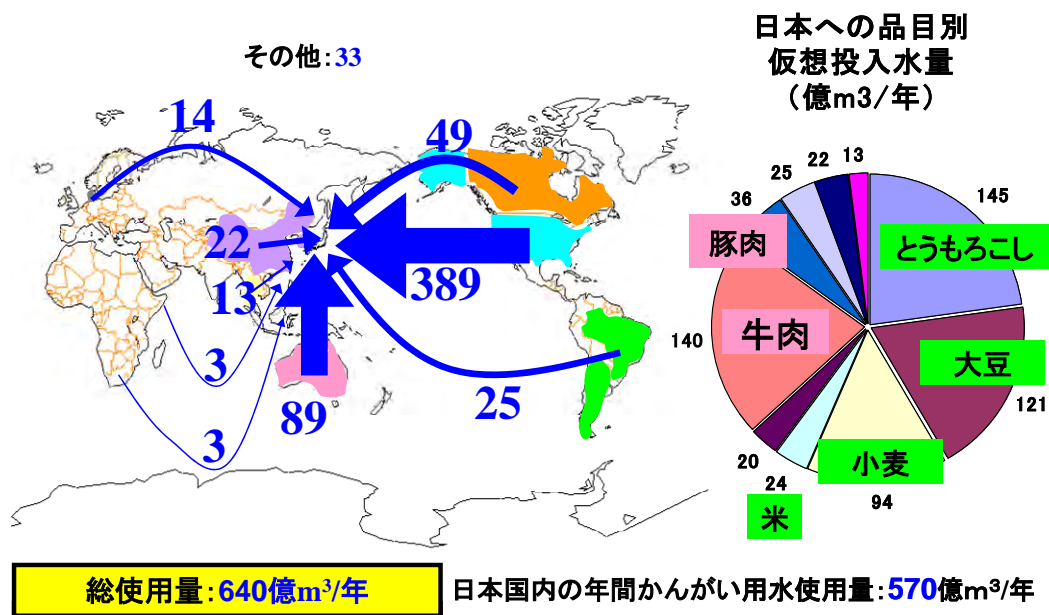 その他:33
14
49
22
13
389
3
3
89
25
日本への品目別
仮想投入水量
(億m3/年)
145
とうもろこし
121
大豆
94
小麦
24
米
20
140
牛肉
36
豚肉
25
22
13
総使用量:640億m³/年
日本国内の年間かんがい用水使用量:570億m³/年